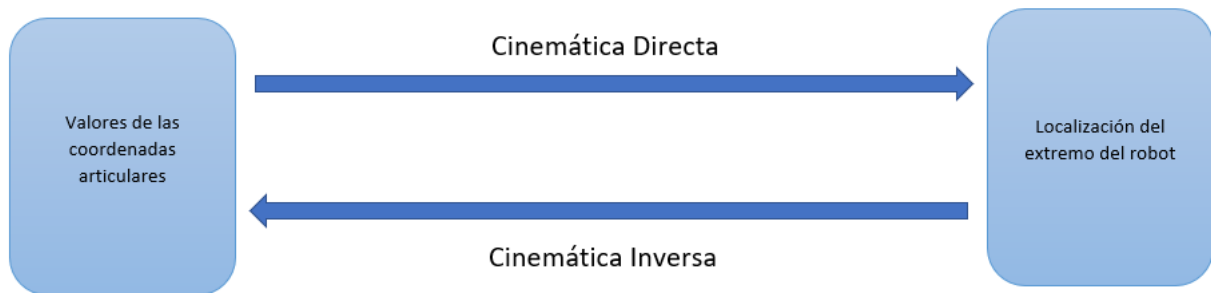 Cinemática Directa
Valores de las
coordenadas
articulares
Localización del
extremo del robot
Cinemática Inversa